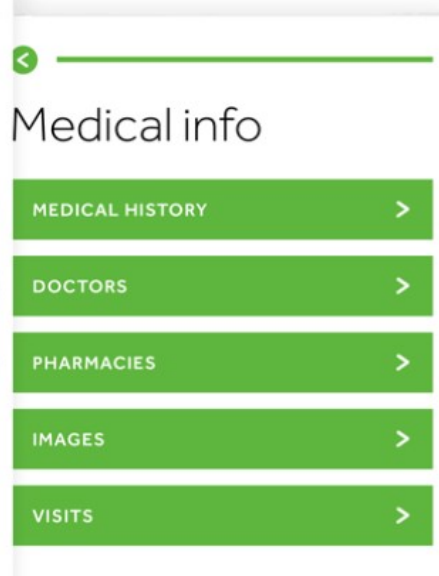 Medical info
MEDICAL HISTORY
DOCTORS
PHARMACIES
IMAGES
VISITS